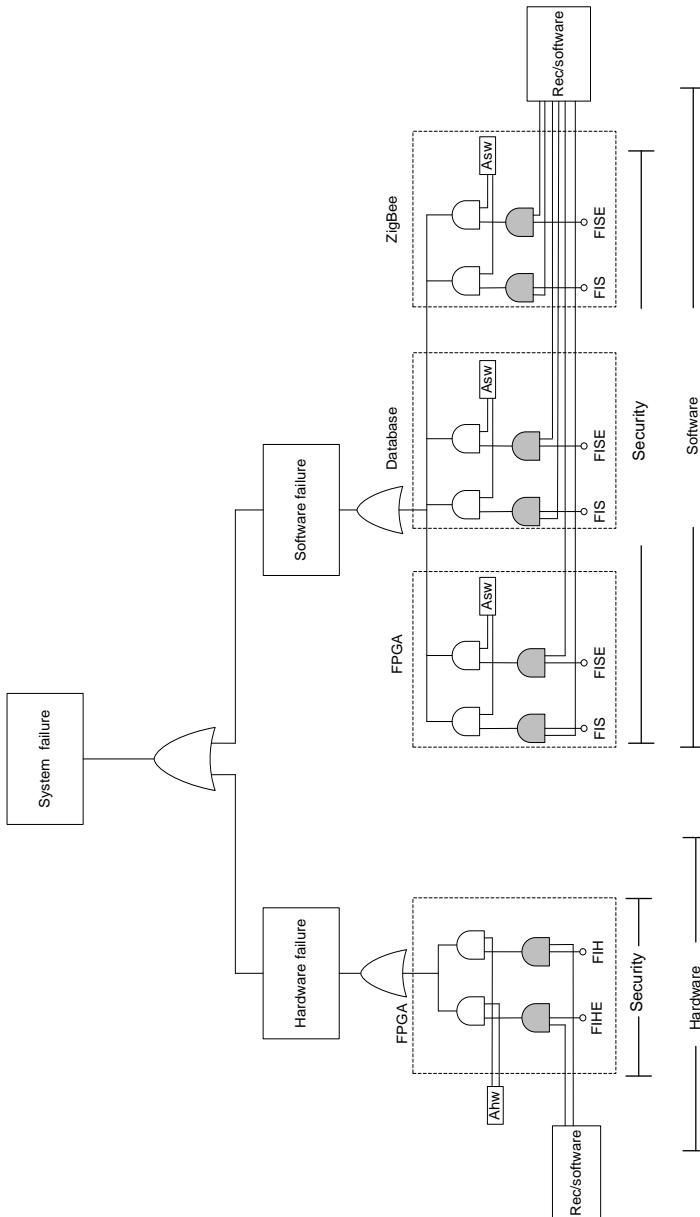 System  failure
Hardware failure
Software failure
FPGA
Ahw
FIHE
FIH
Rec/software
Security
Hardware
FPGA
Asw
FIS
FISE
Database
Asw
FIS
FISE
ZigBee
Asw
FIS
FISE
Rec/software
Security
Software